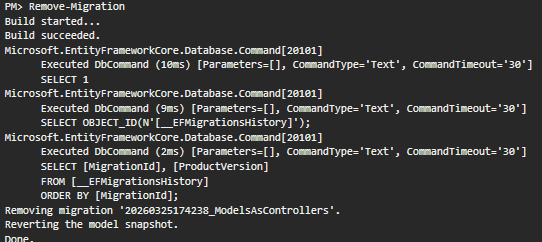 PM> Remove-Migration
Build started...
Build succeeded.
Microsoft.EntityFrameworkCore.Database.Command[20101]
      Executed DbCommand (10ms) [Parameters=[], CommandType='Text', CommandTimeout='30']
      SELECT 1
Microsoft.EntityFrameworkCore.Database.Command[20101]
      Executed DbCommand (9ms) [Parameters=[], CommandType='Text', CommandTimeout='30']
      SELECT OBJECT_ID(N'[__EFMigrationsHistory]');
Microsoft.EntityFrameworkCore.Database.Command[20101]
      Executed DbCommand (2ms) [Parameters=[], CommandType='Text', CommandTimeout='30']
      SELECT [MigrationId], [ProductVersion]
      FROM [__EFMigrationsHistory]
      ORDER BY [MigrationId];
Removing migration '20260325174238_ModelsAsControllers'.
Reverting the model snapshot.
Done.